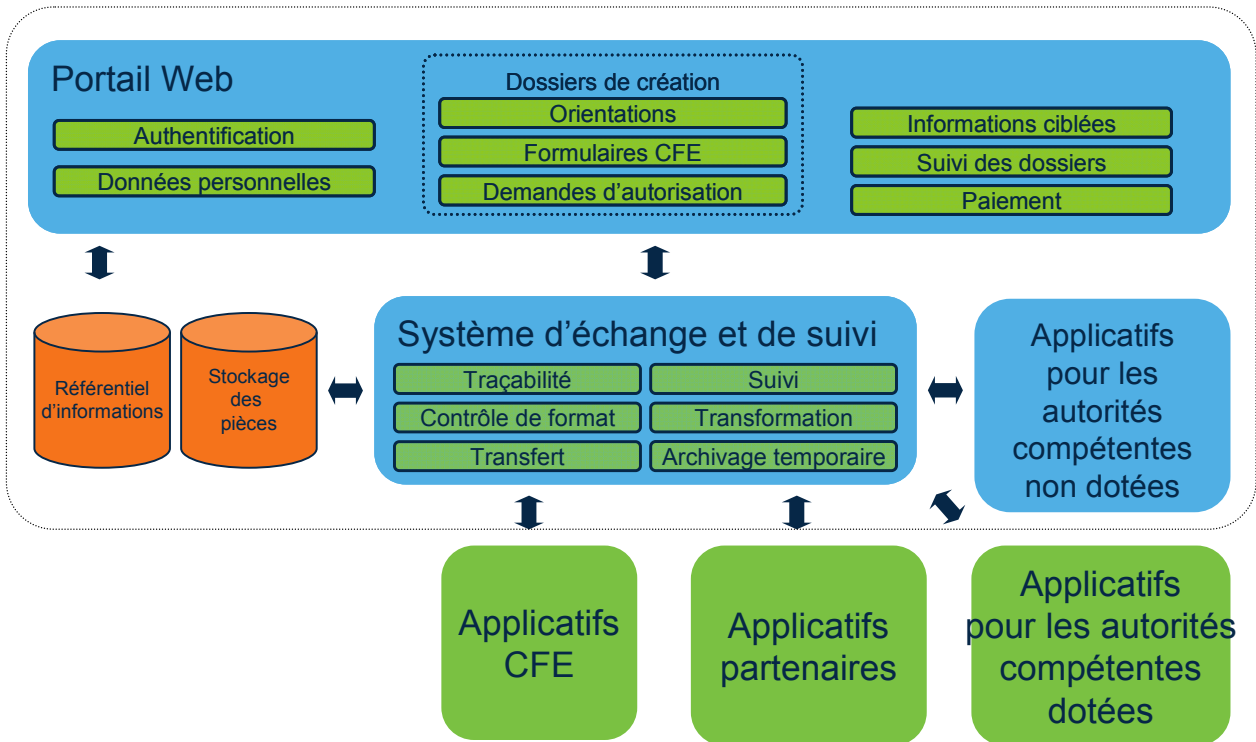 Portail Web
Authentification
Données personnelles
Dossiers de création
Orientations
Formulaires CFE
Demandes d'autorisation
Informations ciblées
Suivi des dossiers
Paiement
Référentiel
d'informations
Stockage
des
pièces
Système d'échange et de suivi
Traçabilité
Suivi
Contrôle de format
Transformation
Transfert
Archivage temporaire
Applicatifs
pour les
autorités
compétentes
non dotées
Applicatifs
CFE
Applicatifs
partenaires
Applicatifs
pour les autorités
compétentes
dotées